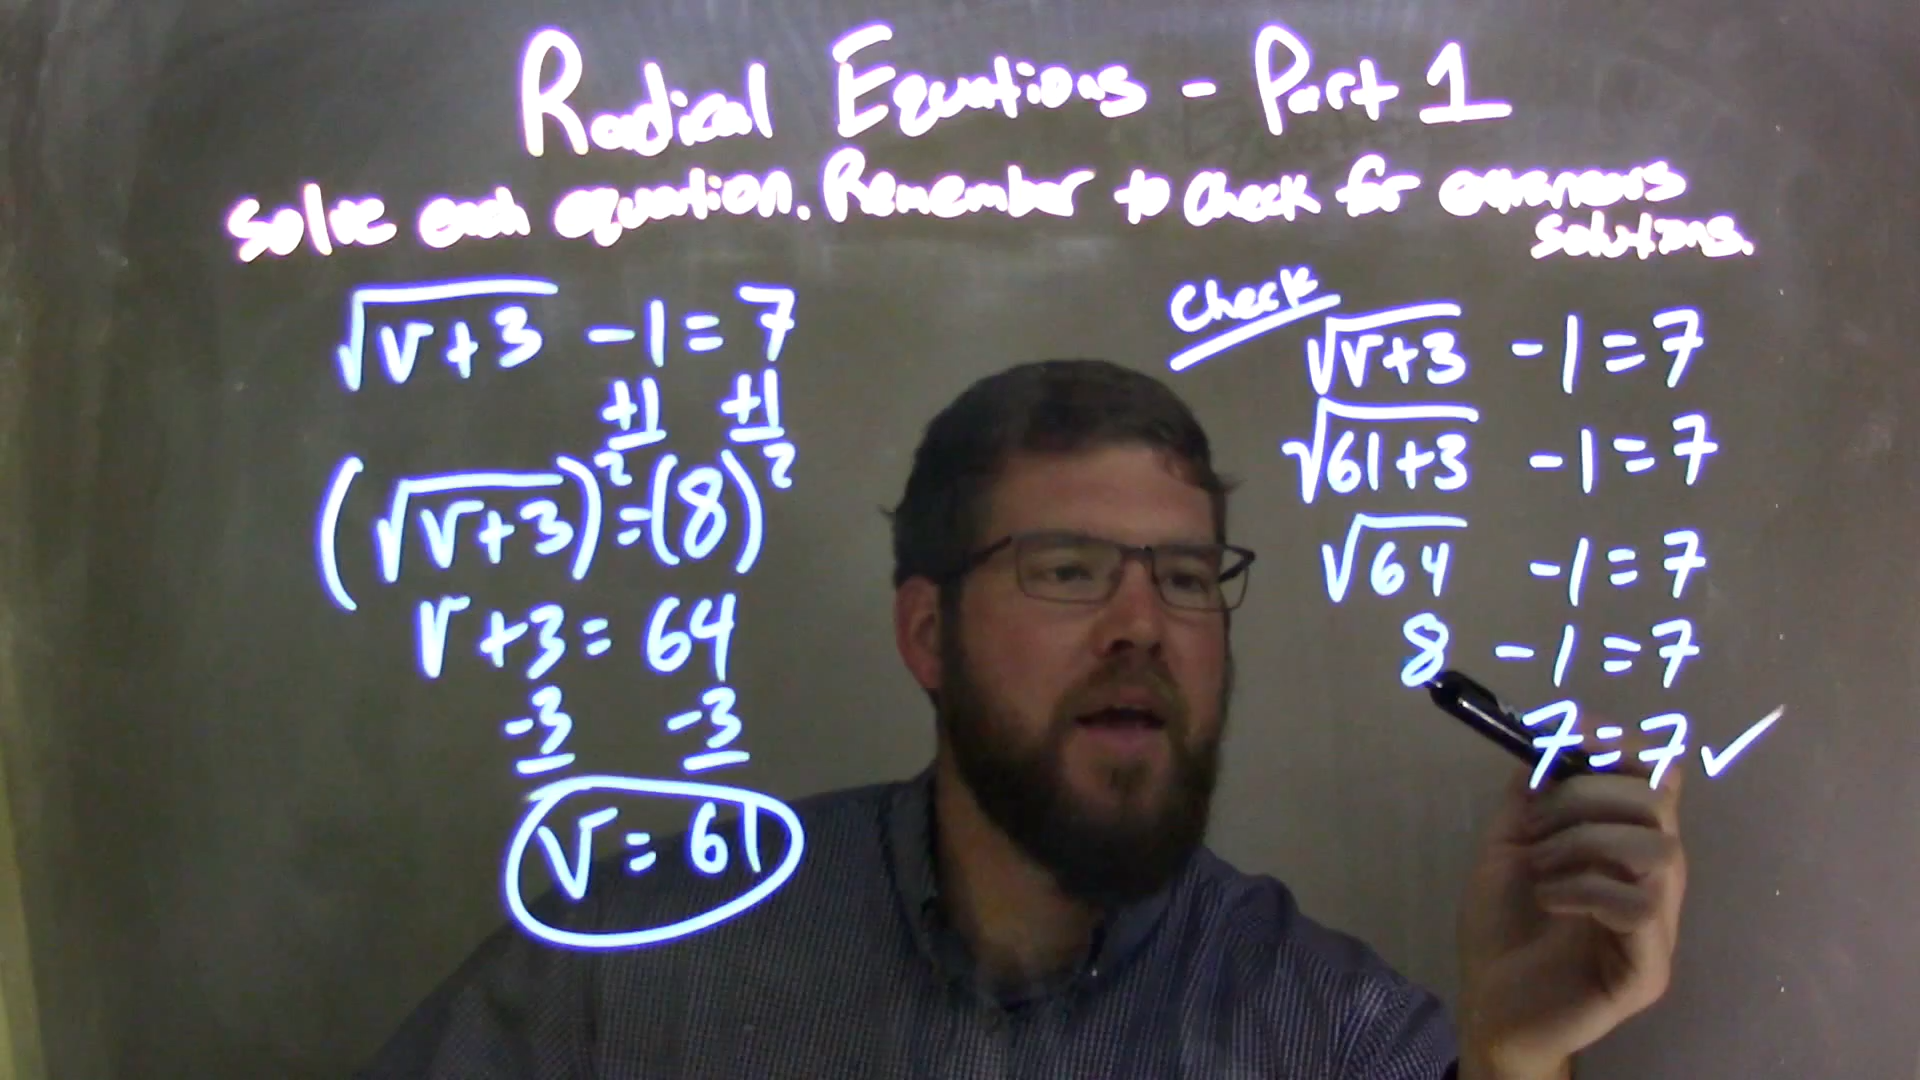 Radical Equations - Part 1
Solve each equation. Remember to check for extraneous
solutions.
√(v+3) -1=7
+1 +1
(√(v+3))²=(8)²
v+3=64
-3 -3
v=61
Check
√(v+3) -1=7
√(61+3) -1=7
√64 -1=7
8 -1=7
7=7✓